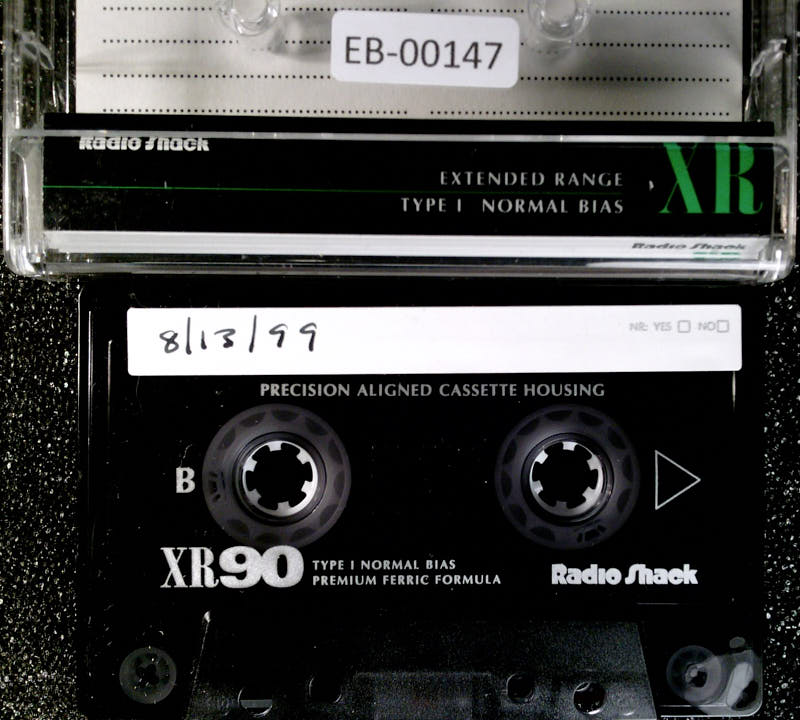 EB-00147
Radio Shack
EXTENDED RANGE
TYPE I NORMAL BIAS
XR
Radio Shack
8/13/99
NR: YES □ NO □
PRECISION ALIGNED CASSETTE HOUSING
B
XR90
TYPE I NORMAL BIAS
PREMIUM FERRIC FORMULA
Radio Shack